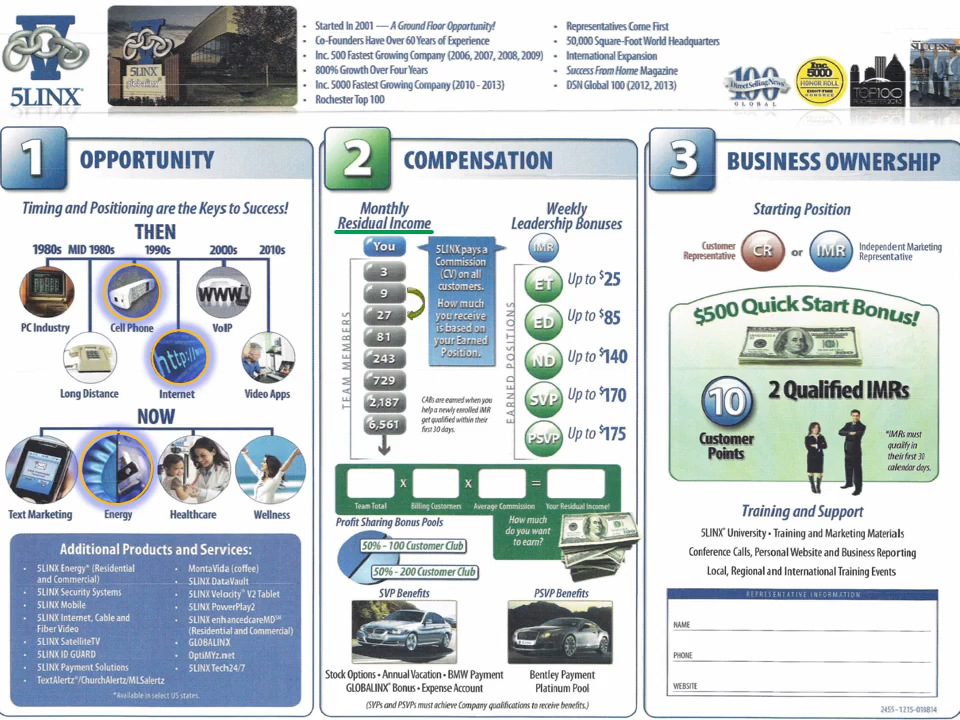 5LINX
5LINX
globalinx
• Started In 2001 — A Ground Floor Opportunity!
• Co-Founders Have Over 60 Years of Experience
• Inc. 500 Fastest Growing Company (2006, 2007, 2008, 2009)
• 800% Growth Over Four Years
• Inc. 5000 Fastest Growing Company (2010 - 2013)
• Rochester Top 100
• Representatives Come First
• 50,000 Square-Foot World Headquarters
• International Expansion
• Success From Home Magazine
• DSN Global 100 (2012, 2013)
100
Direct Selling News
GLOBAL
Inc.
5000
HONOR ROLL
TOP100
ROCHESTER 2013
SUCCESS
1 OPPORTUNITY
Timing and Positioning are the Keys to Success!
THEN
1980s MID 1980s 1990s 2000s 2010s
WWW.
PC Industry Cell Phone VoIP
http://w
Long Distance Internet Video Apps
NOW
Text Marketing Energy Healthcare Wellness
Additional Products and Services:
• 5LINX Energy* (Residential
and Commercial)
• 5LINX Security Systems
• 5LINX Mobile
• 5LINX Internet, Cable and
Fiber Video
• 5LINX SatelliteTV
• 5LINX ID GUARD
• 5LINX Payment Solutions
• TextAlertz®/ChurchAlertz/MLSalertz
• MontaVida (coffee)
• 5LINX DataVault
• 5LINX Velocity™ V2 Tablet
• 5LINX PowerPlay2
• 5LINX enhancedcareMD℠
(Residential and Commercial)
• GLOBALINX
• OptiMYz.net
• 5LINX Tech24/7
*Available in select US states.
2 COMPENSATION
Monthly
Residual Income
You
3
9
27
81
243
729
2,187
6,561
TEAM MEMBERS
5LINX pays a
Commission
(CV) on all
customers.
How much
you receive
is based on
your Earned
Position.
CABs are earned when you
help a newly enrolled IMR
get qualified within their
first 30 days.
Weekly
Leadership Bonuses
IMR
EARNED POSITIONS
ET Up to $25
ED Up to $85
ND Up to $140
SVP Up to $170
PSVP Up to $175
x x =
Team Total Billing Customers Average Commission Your Residual Income!
How much
do you want
to earn?
Profit Sharing Bonus Pools
50% - 100 Customer Club
50% - 200 Customer Club
SVP Benefits
PSVP Benefits
Stock Options • Annual Vacation • BMW Payment
GLOBALINX® Bonus • Expense Account
Bentley Payment
Platinum Pool
(SVPs and PSVPs must achieve Company qualifications to receive benefits.)
3 BUSINESS OWNERSHIP
Starting Position
Customer
Representative
CR or IMR
Independent Marketing
Representative
$500 Quick Start Bonus!
10
Customer
Points
2 Qualified IMRs
*IMRs must
qualify in
their first 30
calendar days.
Training and Support
5LINX® University • Training and Marketing Materials
Conference Calls, Personal Website and Business Reporting
Local, Regional and International Training Events
REPRESENTATIVE INFORMATION
NAME
PHONE
WEBSITE
2455-1215-010814